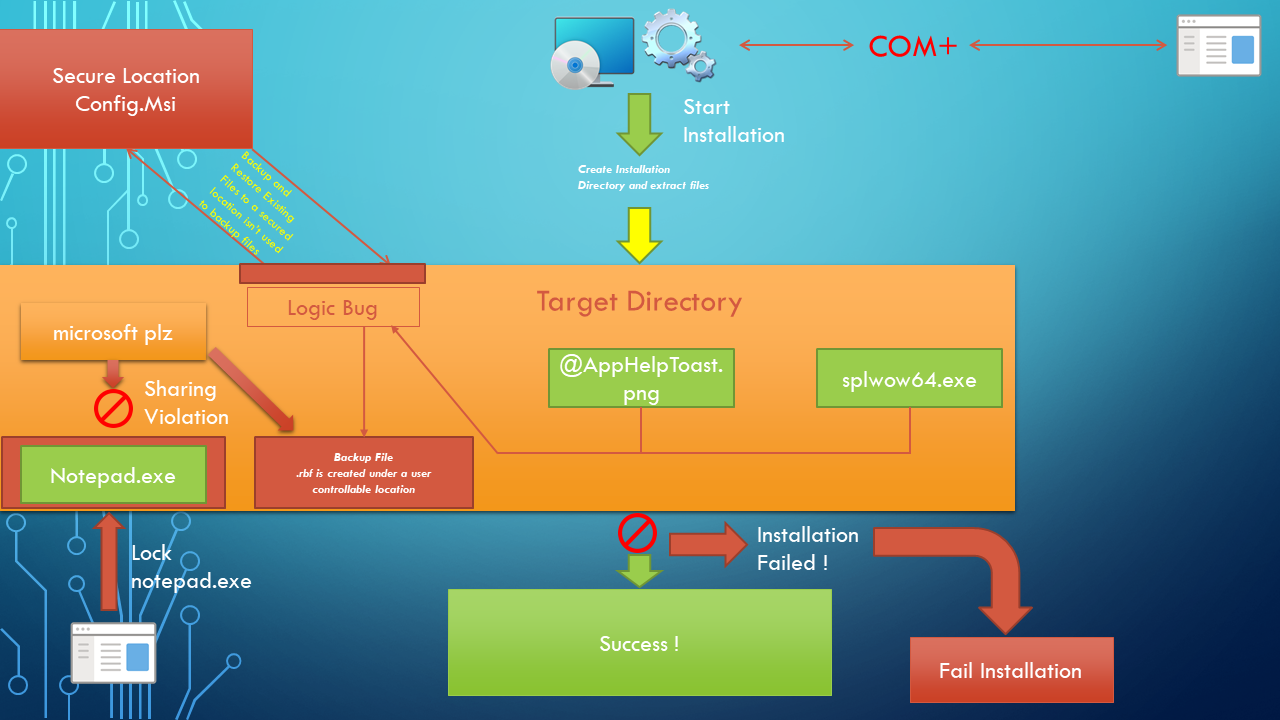 Secure Location
Config.Msi
COM+
Start
Installation
Create Installation
Directory and extract files
Backup and
Restore Existing
Files to a secured
location isn't used
to backup files
Logic Bug
Target Directory
microsoft plz
Sharing
Violation
@AppHelpToast.
png
splwow64.exe
Notepad.exe
Backup File
.rbf is created under a user
controllable location
Lock
notepad.exe
Installation
Failed !
Success !
Fail Installation